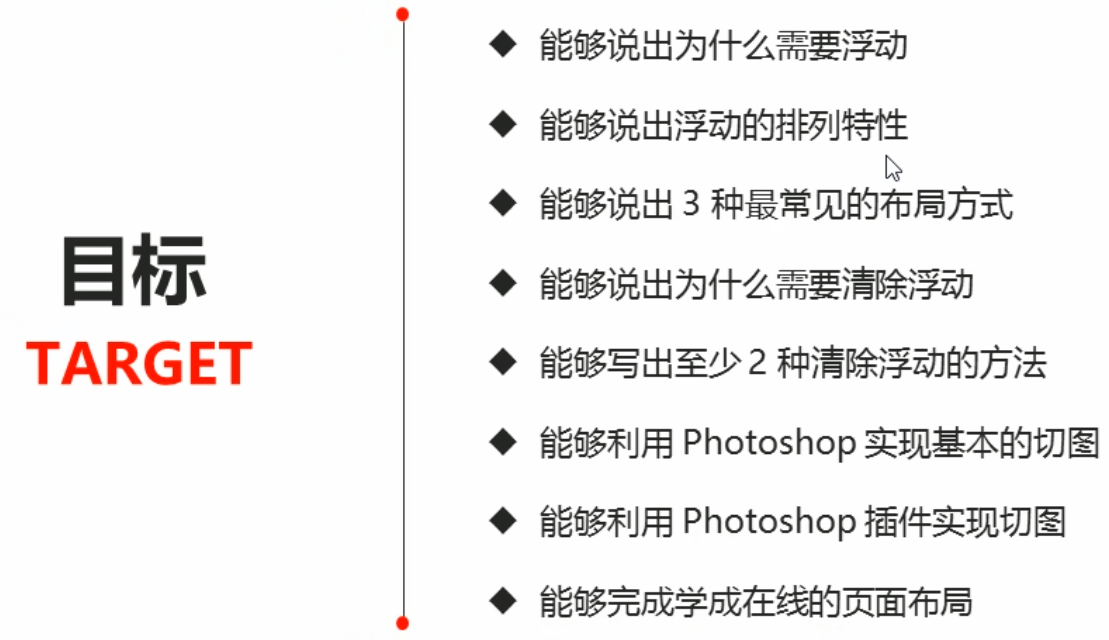 目标
TARGET
能够说出为什么需要浮动
能够说出浮动的排列特性
能够说出 3 种最常见的布局方式
能够说出为什么需要清除浮动
能够写出至少 2 种清除浮动的方法
能够利用 Photoshop 实现基本的切图
能够利用 Photoshop 插件实现切图
能够完成学成在线的页面布局